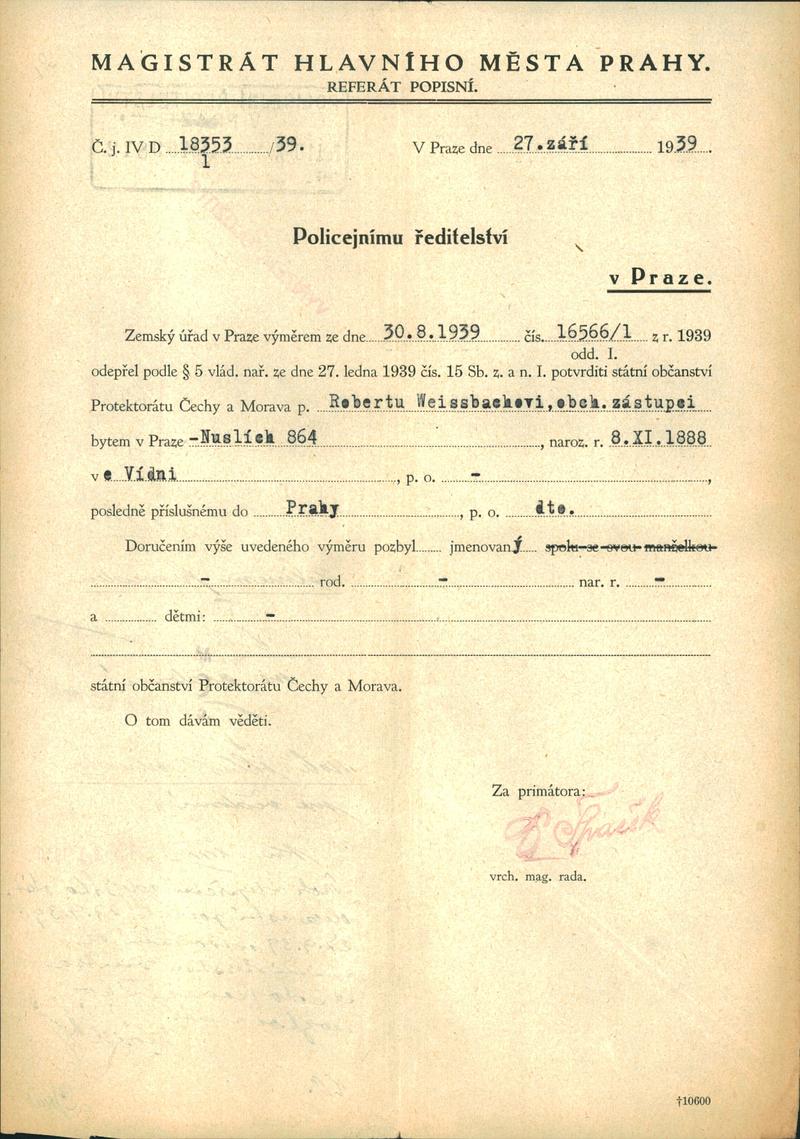 MAGISTRÁT HLAVNÍHO MĚSTA PRAHY.
REFERÁT POPISNÍ.
Č. j. IV D 18353/39. V Praze dne 27.září 1939.
1
Policejnímu ředitelství
v Praze.
Zemský úřad v Praze výměrem ze dne 30.8.1939 čís. 16566/1 z r. 1939
odd. I.
odepřel podle § 5 vlád. nař. ze dne 27. ledna 1939 čís. 15 Sb. z. a n. I. potvrditi státní občanství
Protektorátu Čechy a Morava p. Robertu Weissbachovi,obch.zástupci
bytem v Praze -Nuslích 864, naroz. r. 8.XI.1888
v e Vídni, p. o. -,
posledně příslušnému do Prahy, p. o. dto.
Doručením výše uvedeného výměru pozbyl jmenovaný spolu se svou manželkou
- rod. - nar. r. -
a dětmi: -
státní občanství Protektorátu Čechy a Morava.
O tom dávám věděti.
Za primátora:
vrch. mag. rada.
†10600